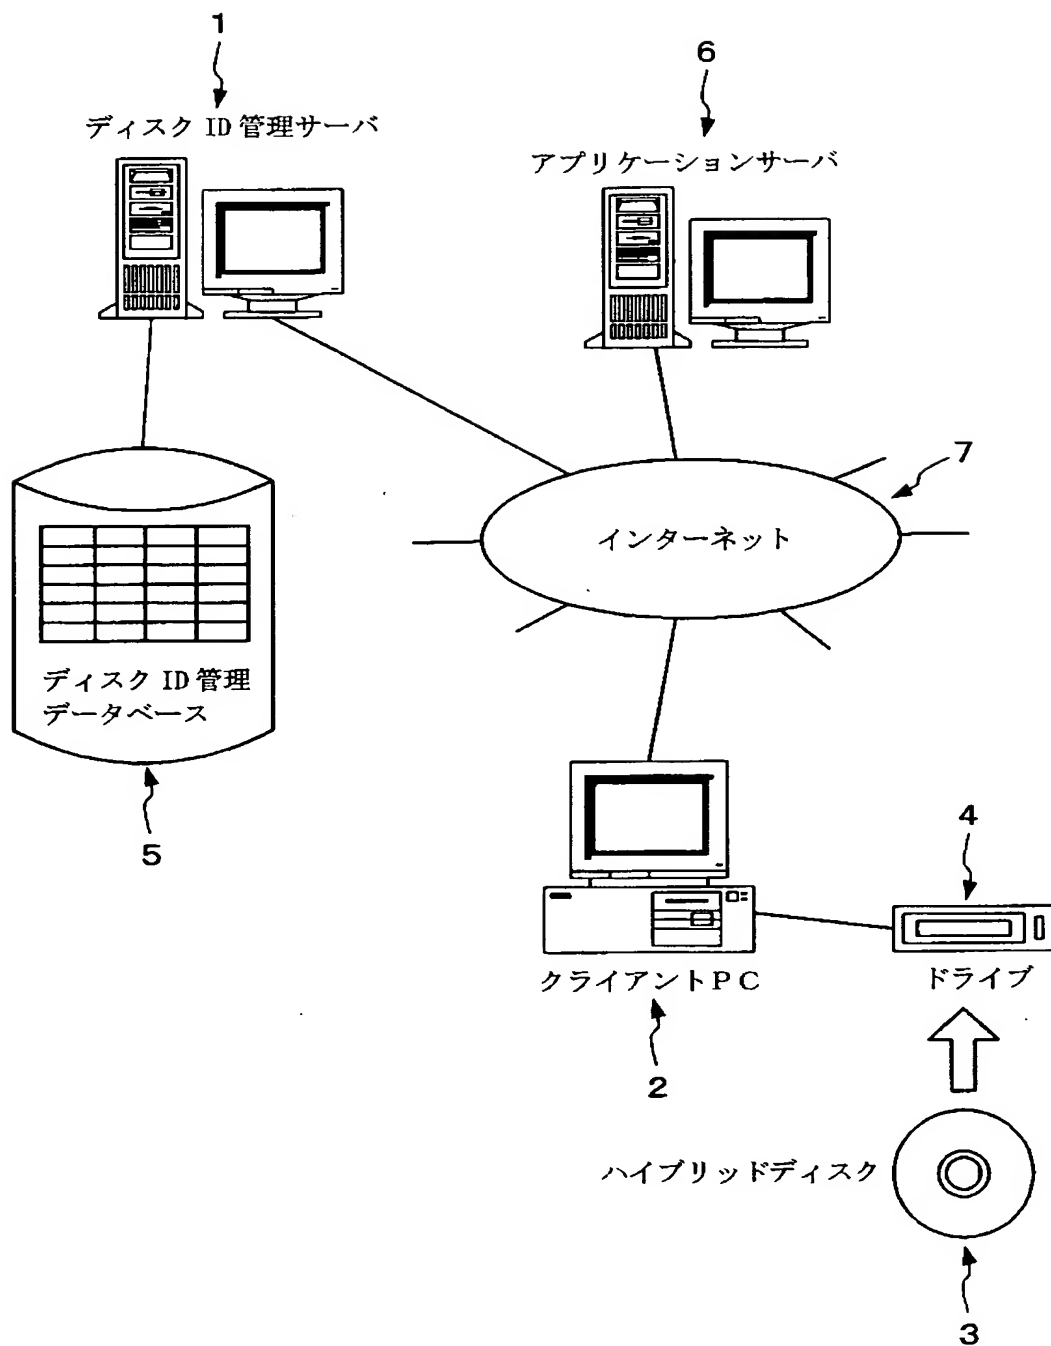 1
ディスク ID 管理サーバ
6
アプリケーションサーバ
7
インターネット
ディスク ID 管理
データベース
5
4
クライアントPC
ドライブ
2
ハイブリッドディスク
3